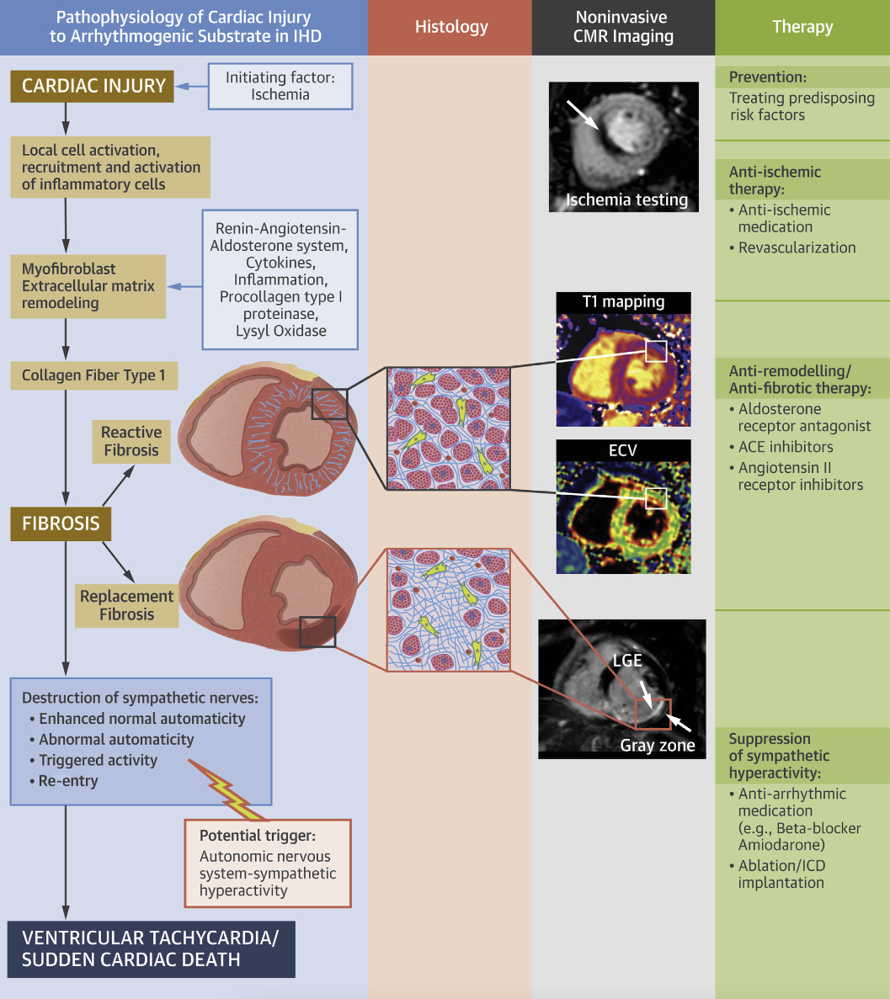 Pathophysiology of Cardiac Injury
to Arrhythmogenic Substrate in IHD
Histology
Noninvasive
CMR Imaging
Therapy
CARDIAC INJURY
Initiating factor:
Ischemia
Local cell activation,
recruitment and activation
of inflammatory cells
Renin-Angiotensin-
Aldosterone system,
Cytokines,
Inflammation,
Procollagen type I
proteinase,
Lysyl Oxidase
Myofibroblast
Extracellular matrix
remodeling
Collagen Fiber Type 1
Reactive
Fibrosis
FIBROSIS
Replacement
Fibrosis
Destruction of sympathetic nerves:
• Enhanced normal automaticity
• Abnormal automaticity
• Triggered activity
• Re-entry
Potential trigger:
Autonomic nervous
system-sympathetic
hyperactivity
VENTRICULAR TACHYCARDIA/
SUDDEN CARDIAC DEATH
Ischemia testing
T1 mapping
ECV
LGE
Gray zone
Prevention:
Treating predisposing
risk factors
Anti-ischemic
therapy:
• Anti-ischemic
medication
• Revascularization
Anti-remodelling/
Anti-fibrotic therapy:
• Aldosterone
receptor antagonist
• ACE inhibitors
• Angiotensin II
receptor inhibitors
Suppression
of sympathetic
hyperactivity:
• Anti-arrhythmic
medication
(e.g., Beta-blocker
Amiodarone)
• Ablation/ICD
implantation